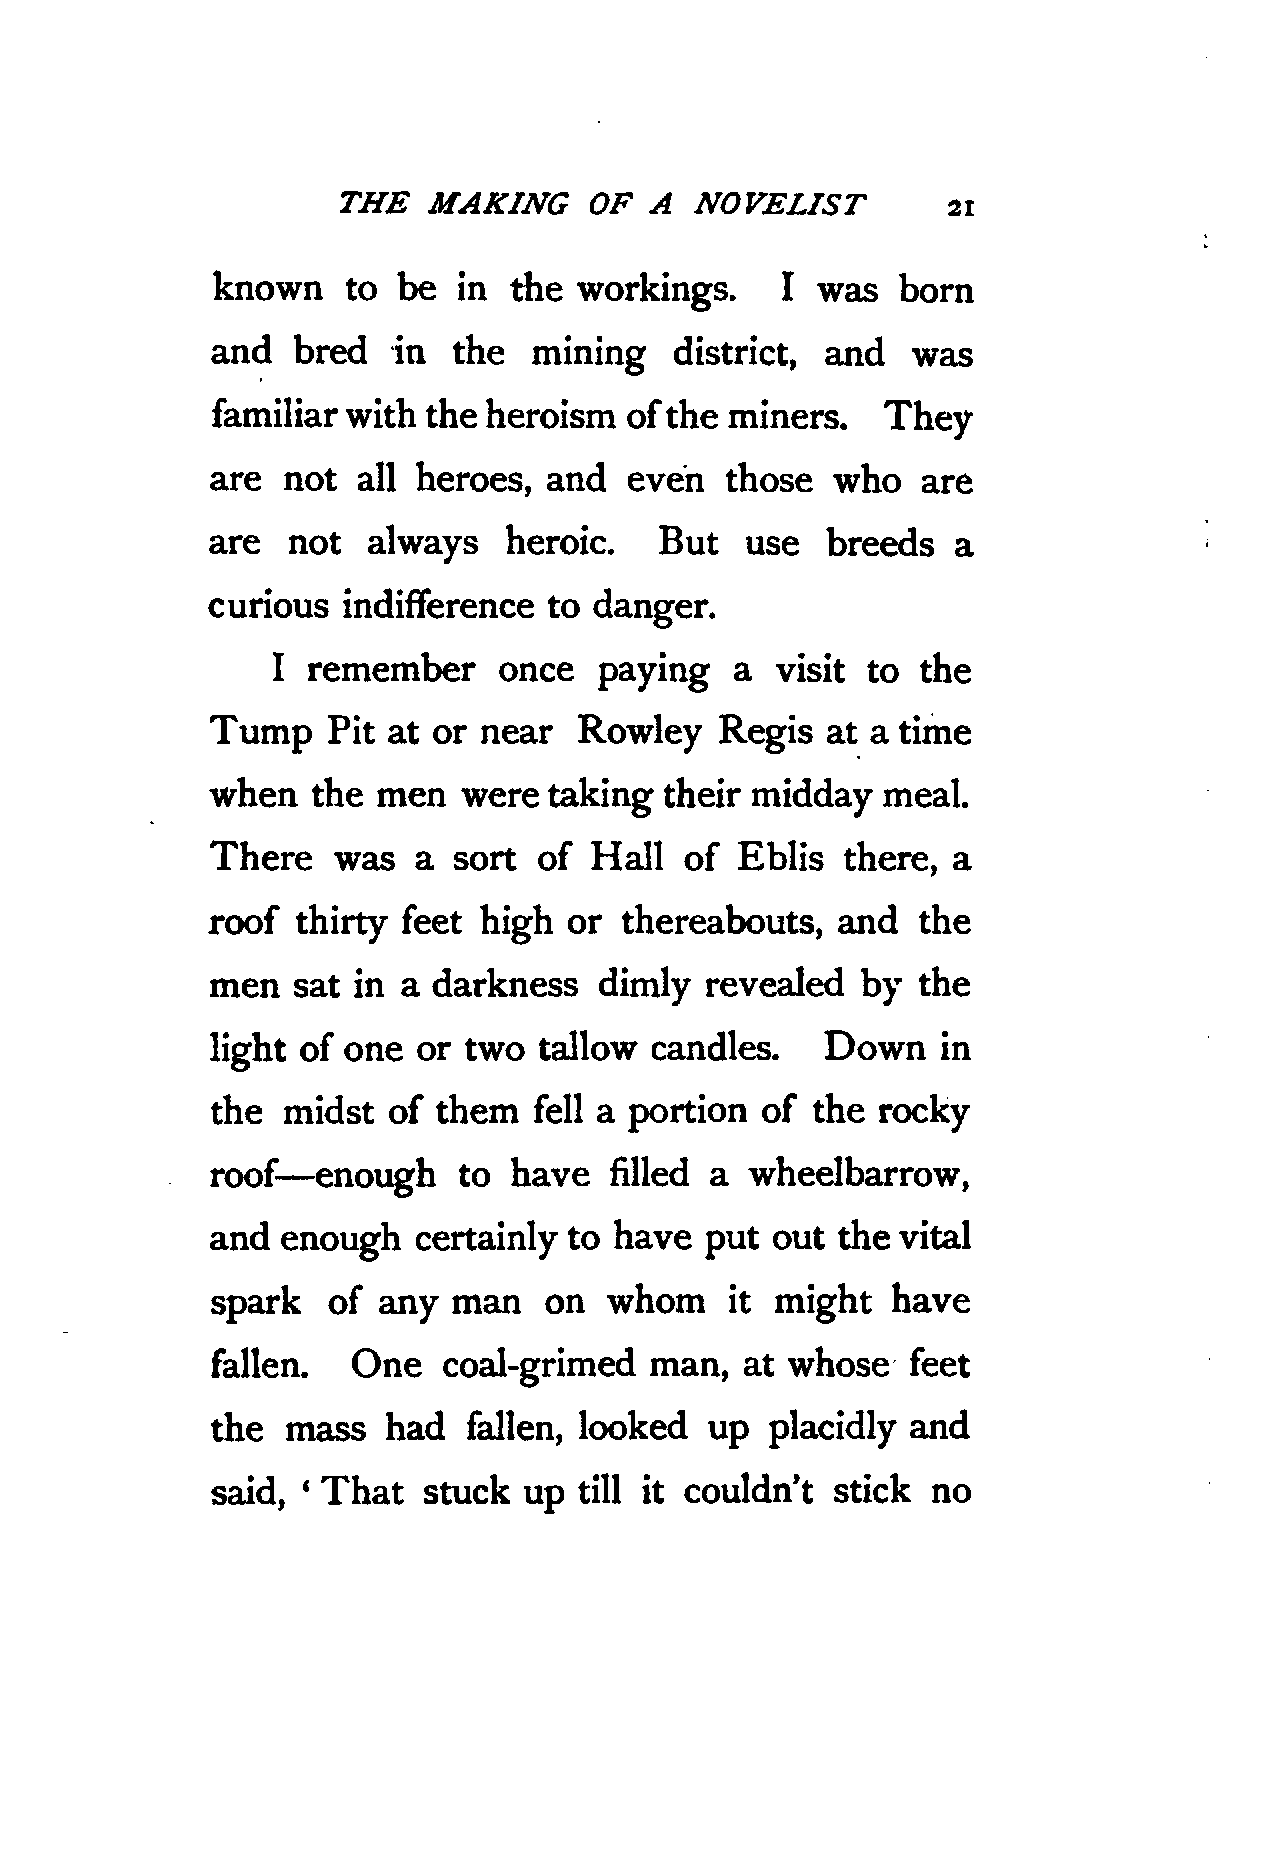 THE MAKING OF A NOVELIST 21
known to be in the workings. I was born
and bred in the mining district, and was
familiar with the heroism of the miners. They
are not all heroes, and even those who are
are not always heroic. But use breeds a
curious indifference to danger.
I remember once paying a visit to the
Tump Pit at or near Rowley Regis at a time
when the men were taking their midday meal.
There was a sort of Hall of Eblis there, a
roof thirty feet high or thereabouts, and the
men sat in a darkness dimly revealed by the
light of one or two tallow candles. Down in
the midst of them fell a portion of the rocky
roof—enough to have filled a wheelbarrow,
and enough certainly to have put out the vital
spark of any man on whom it might have
fallen. One coal-grimed man, at whose feet
the mass had fallen, looked up placidly and
said, ‘ That stuck up till it couldn't stick no